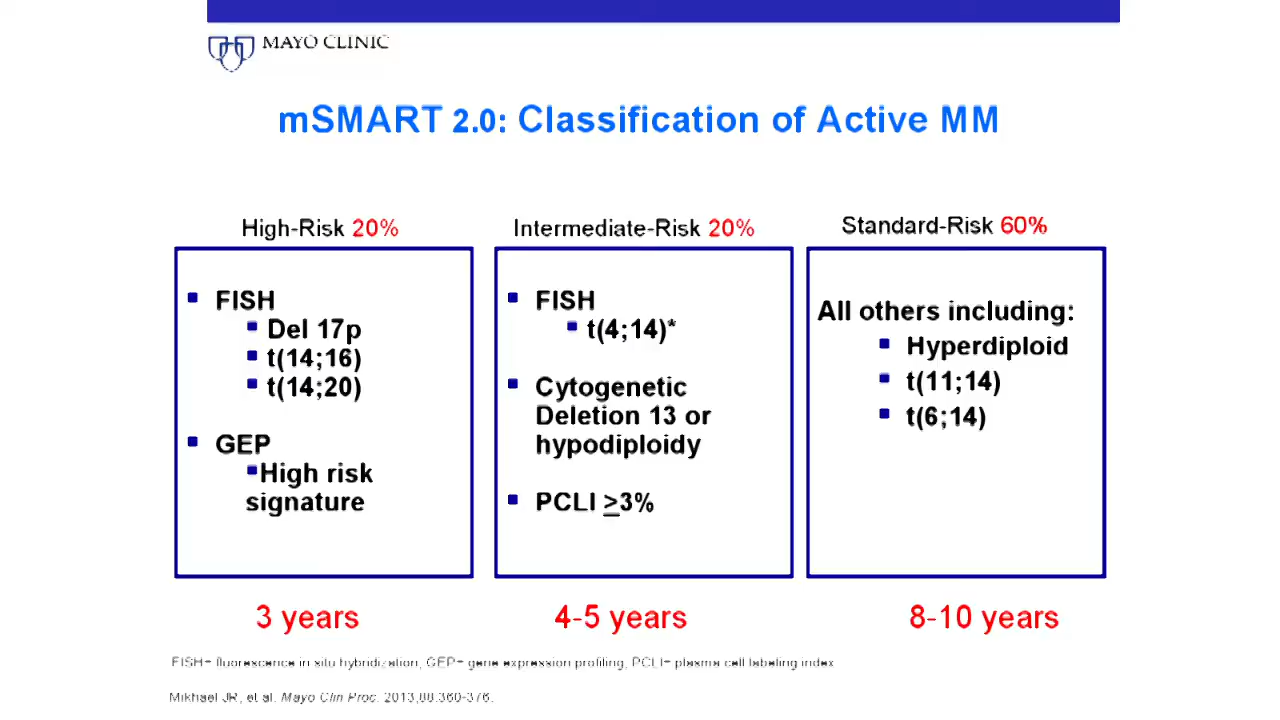 MAYO CLINIC
mSMART 2.0: Classification of Active MM
High-Risk 20%
FISH
Del 17p
t(14;16)
t(14;20)
GEP
High risk
signature
3 years
Intermediate-Risk 20%
FISH
t(4;14)*
Cytogenetic
Deletion 13 or
hypodiploidy
PCLI ≥3%
4-5 years
Standard-Risk 60%
All others including:
Hyperdiploid
t(11;14)
t(6;14)
8-10 years
FISH= fluorescence in situ hybridization, GEP= gene expression profiling, PCLI= plasma cell labeling index
Mikhael JR, et al. Mayo Clin Proc. 2013;88:360-376.